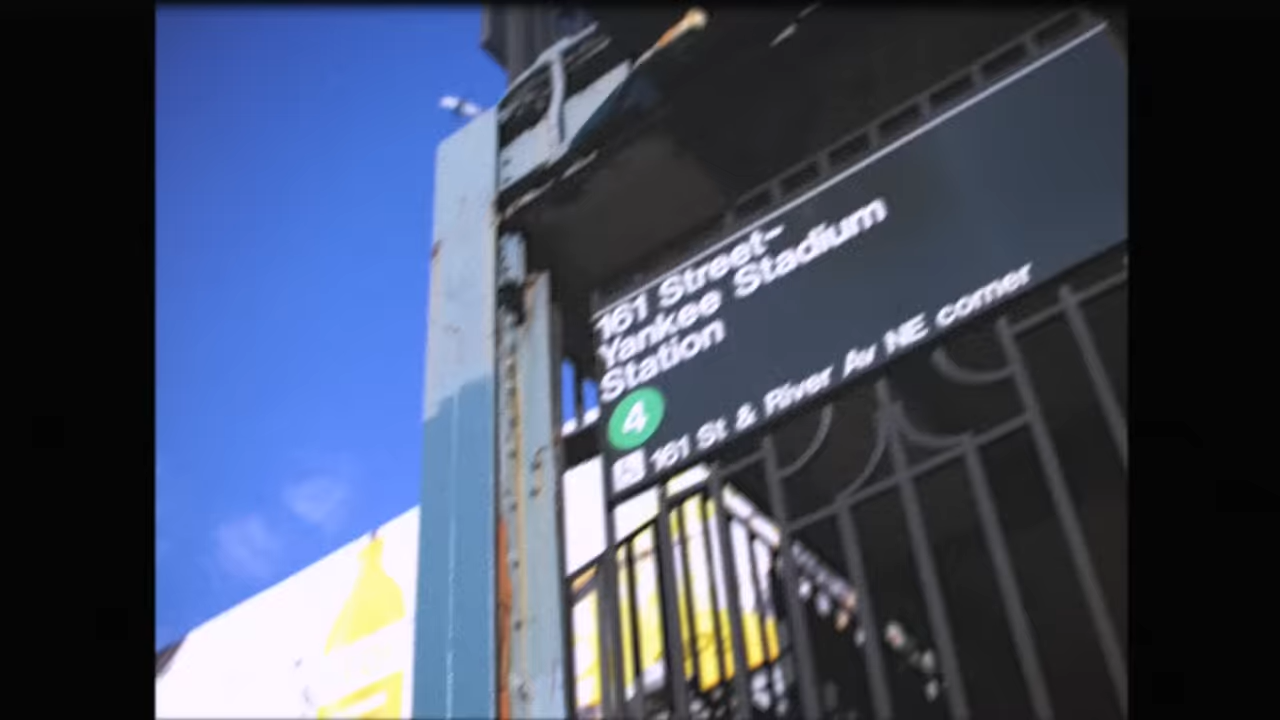 161 Street-
Yankee Stadium
Station
4
161 St & River Av NE corner